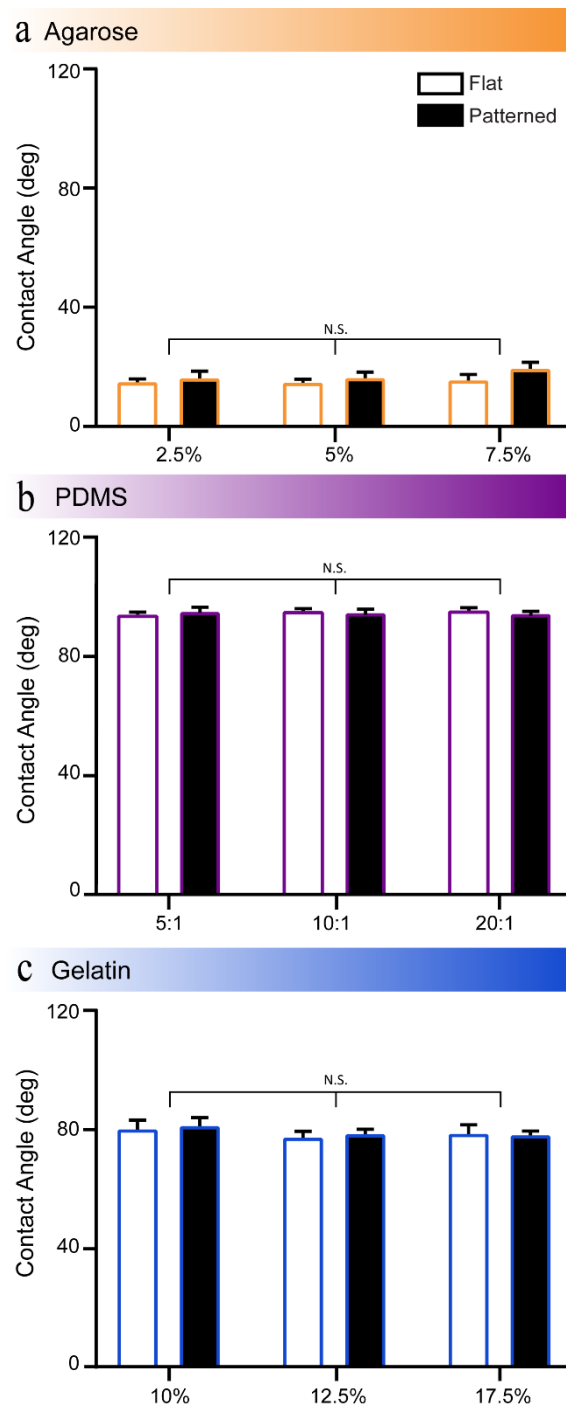 a Agarose
120
Flat
Patterned
80
Contact Angle (deg)
40
N.S.
0
2.5% 5% 7.5%
b PDMS
120
N.S.
80
Contact Angle (deg)
40
0
5:1 10:1 20:1
c Gelatin
120
N.S.
80
Contact Angle (deg)
40
0
10% 12.5% 17.5%